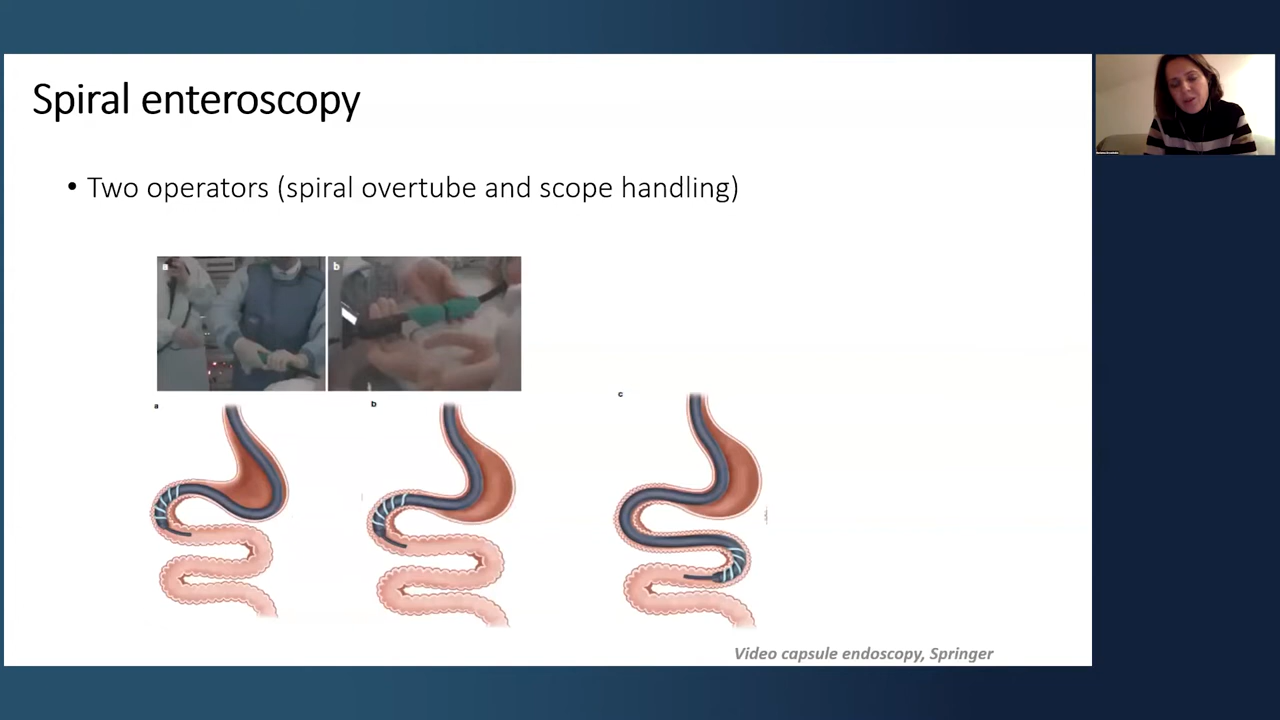 Spiral enteroscopy
• Two operators (spiral overtube and scope handling)
a
b
a
b
c
Video capsule endoscopy, Springer